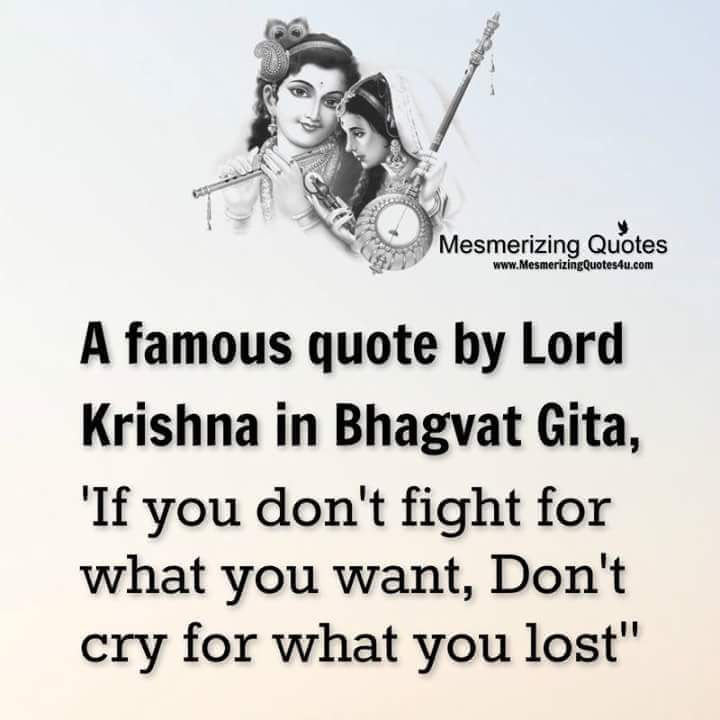 Mesmerizing Quotes
www.MesmerizingQuotes4u.com
A famous quote by Lord
Krishna in Bhagvat Gita,
'If you don't fight for
what you want, Don't
cry for what you lost"